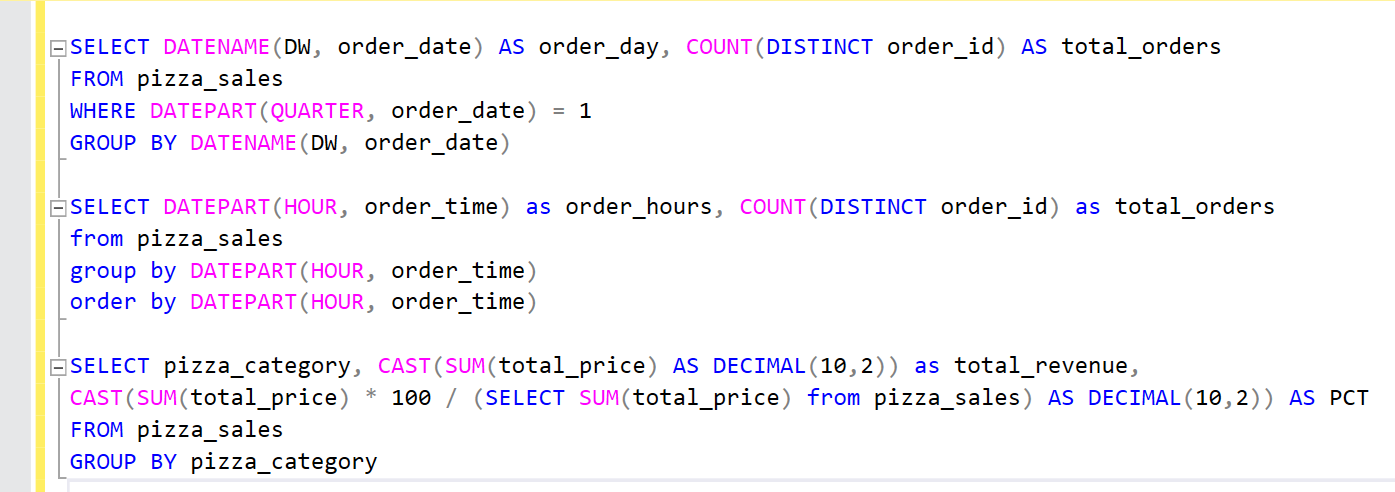 SELECT DATENAME(DW, order_date) AS order_day, COUNT(DISTINCT order_id) AS total_orders
FROM pizza_sales
WHERE DATEPART(QUARTER, order_date) = 1
GROUP BY DATENAME(DW, order_date)
SELECT DATEPART(HOUR, order_time) as order_hours, COUNT(DISTINCT order_id) as total_orders
from pizza_sales
group by DATEPART(HOUR, order_time)
order by DATEPART(HOUR, order_time)
SELECT pizza_category, CAST(SUM(total_price) AS DECIMAL(10,2)) as total_revenue,
CAST(SUM(total_price) * 100 / (SELECT SUM(total_price) from pizza_sales) AS DECIMAL(10,2)) AS PCT
FROM pizza_sales
GROUP BY pizza_category